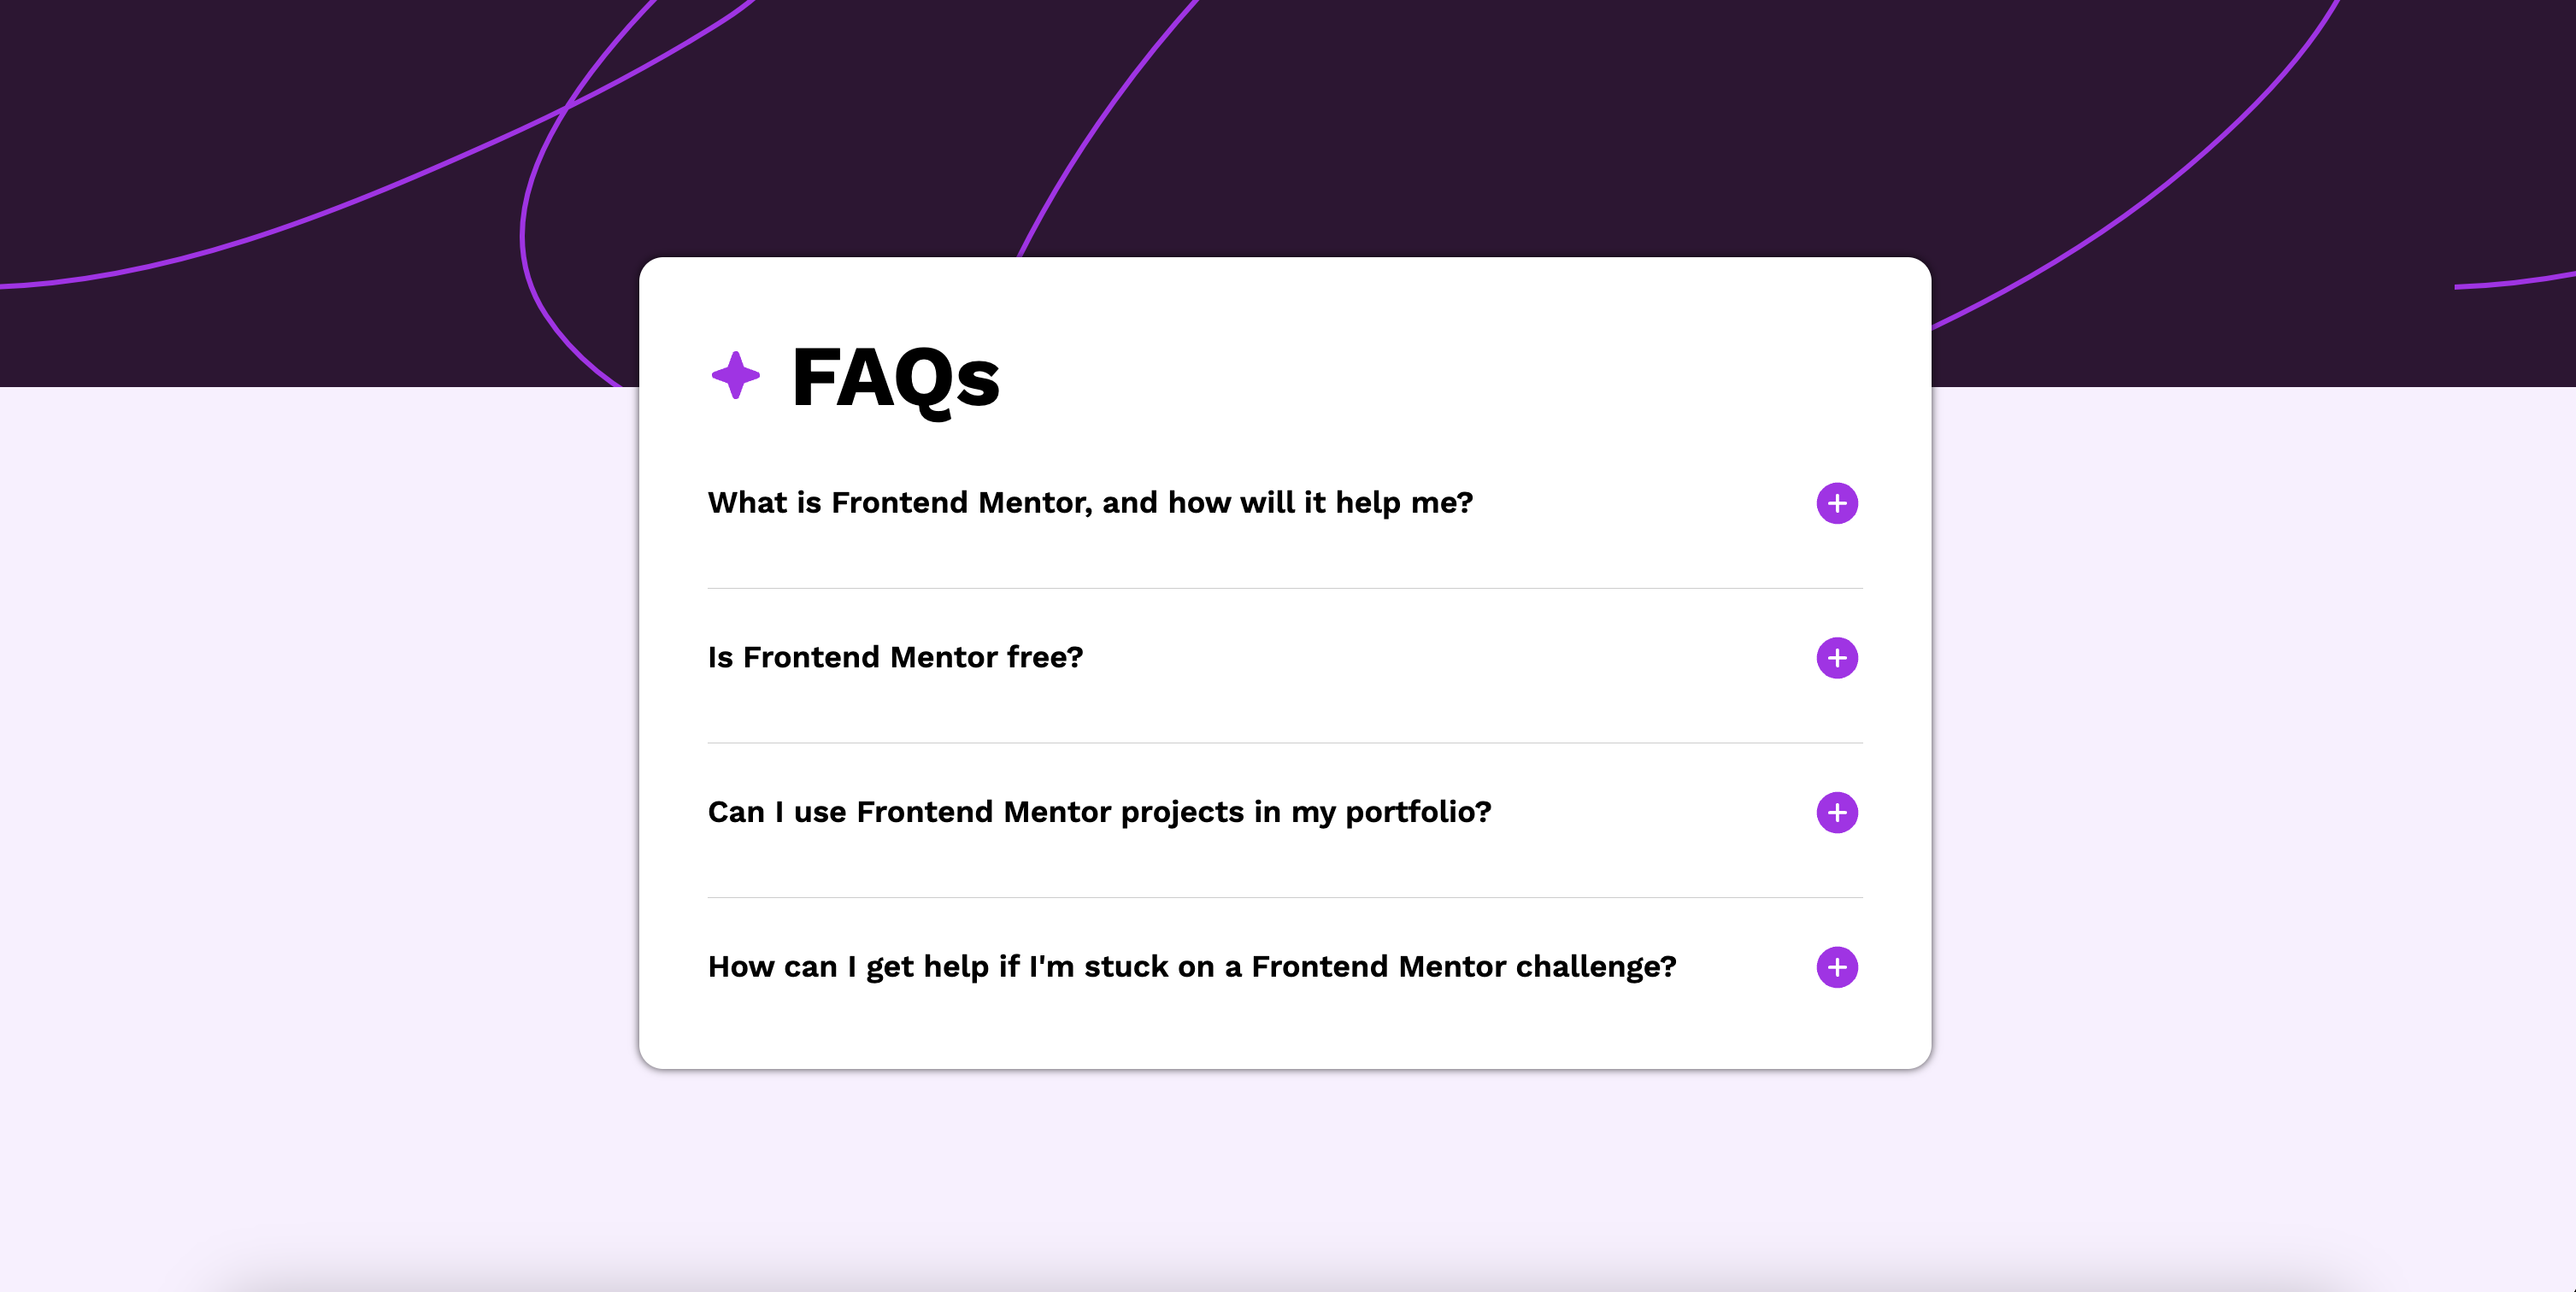 FAQs
What is Frontend Mentor, and how will it help me?
Is Frontend Mentor free?
Can I use Frontend Mentor projects in my portfolio?
How can I get help if I'm stuck on a Frontend Mentor challenge?